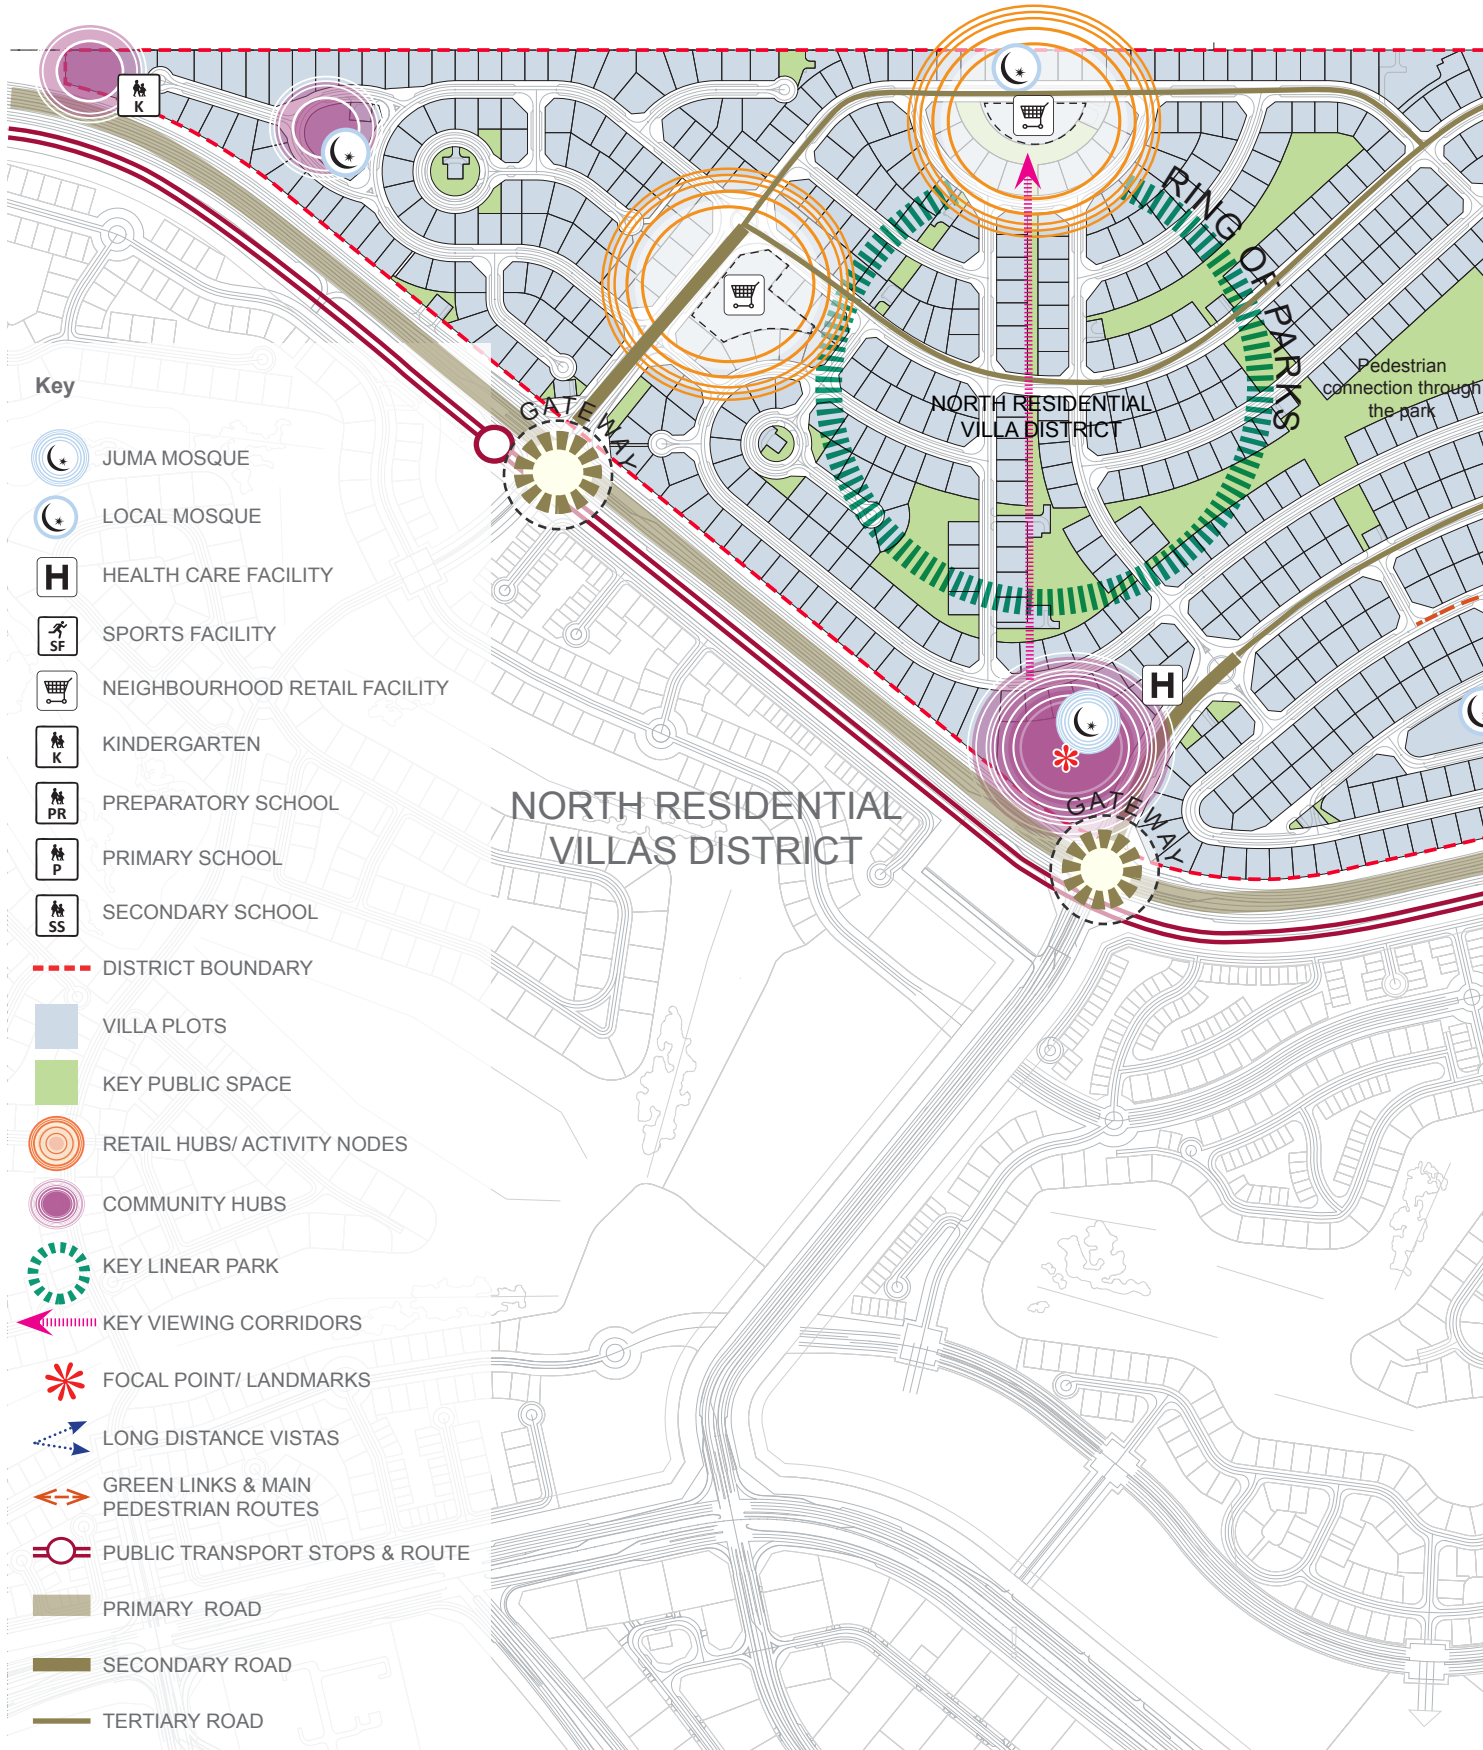 K
RING OF PARKS
Pedestrian
connection through
the park
NORTH RESIDENTIAL
VILLA DISTRICT
GATEWAY
H
GATEWAY
NORTH RESIDENTIAL
VILLAS DISTRICT
Key
JUMA MOSQUE
LOCAL MOSQUE
H HEALTH CARE FACILITY
SF SPORTS FACILITY
NEIGHBOURHOOD RETAIL FACILITY
K KINDERGARTEN
PR PREPARATORY SCHOOL
P PRIMARY SCHOOL
SS SECONDARY SCHOOL
DISTRICT BOUNDARY
VILLA PLOTS
KEY PUBLIC SPACE
RETAIL HUBS/ ACTIVITY NODES
COMMUNITY HUBS
KEY LINEAR PARK
KEY VIEWING CORRIDORS
FOCAL POINT/ LANDMARKS
LONG DISTANCE VISTAS
GREEN LINKS & MAIN
PEDESTRIAN ROUTES
PUBLIC TRANSPORT STOPS & ROUTE
PRIMARY ROAD
SECONDARY ROAD
TERTIARY ROAD